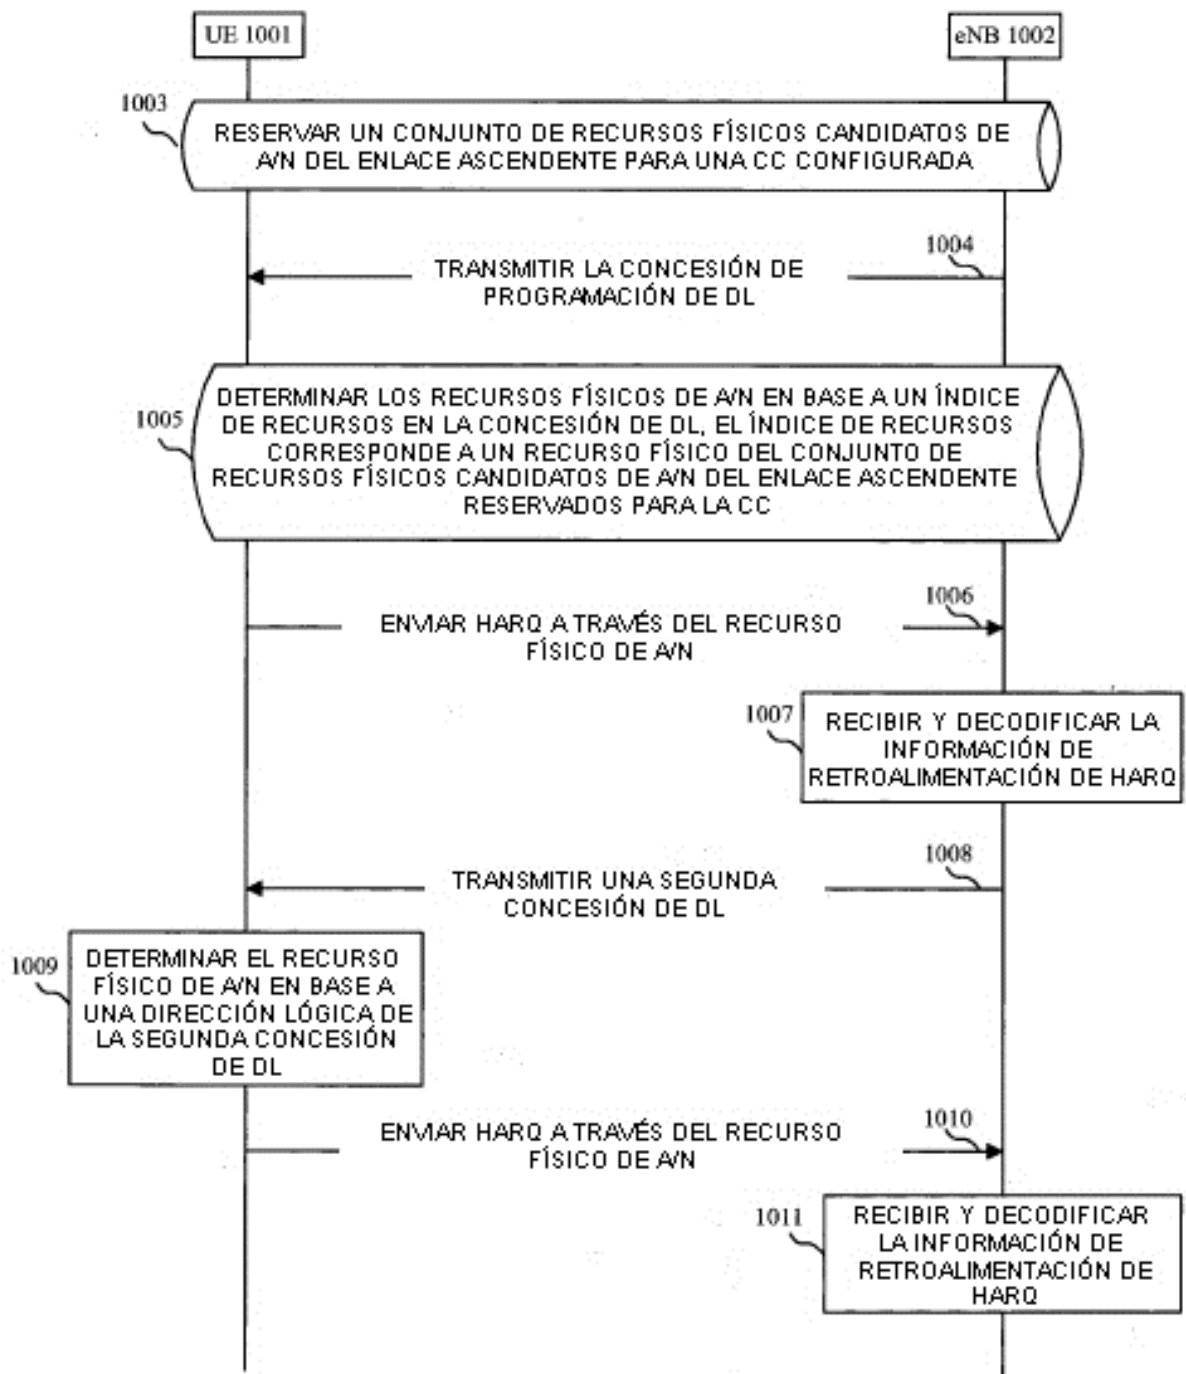 UE 1001
eNB 1002
1003
RESERVAR UN CONJUNTO DE RECURSOS FÍSICOS CANDIDATOS DE
A/N DEL ENLACE ASCENDENTE PARA UNA CC CONFIGURADA
1004
TRANSMITIR LA CONCESIÓN DE
PROGRAMACIÓN DE DL
1005
DETERMINAR LOS RECURSOS FÍSICOS DE A/N EN BASE A UN ÍNDICE
DE RECURSOS EN LA CONCESIÓN DE DL, EL ÍNDICE DE RECURSOS
CORRESPONDE A UN RECURSO FÍSICO DEL CONJUNTO DE
RECURSOS FÍSICOS CANDIDATOS DE A/N DEL ENLACE ASCENDENTE
RESERVADOS PARA LA CC
1006
ENVIAR HARQ A TRAVÉS DEL RECURSO
FÍSICO DE A/N
1007
RECIBIR Y DECODIFICAR LA
INFORMACIÓN DE
RETROALIMENTACIÓN DE HARQ
1008
TRANSMITIR UNA SEGUNDA
CONCESIÓN DE DL
1009
DETERMINAR EL RECURSO
FÍSICO DE A/N EN BASE A
UNA DIRECCIÓN LÓGICA DE
LA SEGUNDA CONCESIÓN
DE DL
1010
ENVIAR HARQ A TRAVÉS DEL RECURSO
FÍSICO DE A/N
1011
RECIBIR Y DECODIFICAR
LA INFORMACIÓN DE
RETROALIMENTACIÓN DE
HARQ